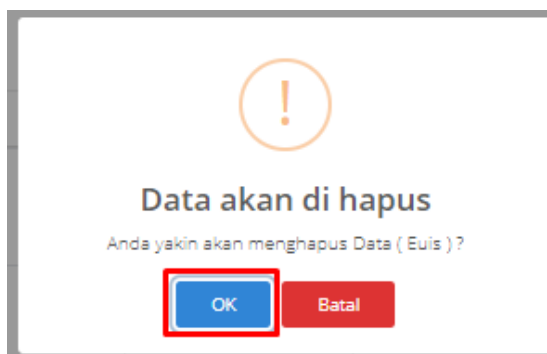 !
Data akan di hapus
Anda yakin akan menghapus Data ( Euis ) ?
OK Batal